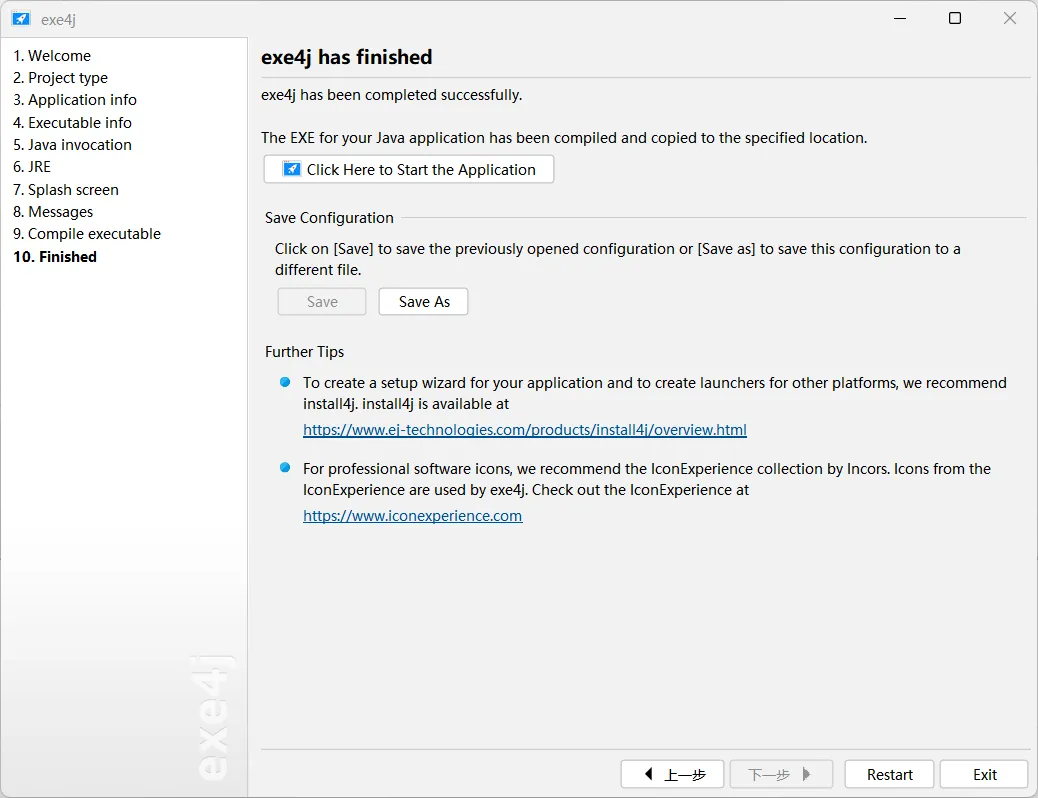 exe4j
1. Welcome
2. Project type
3. Application info
4. Executable info
5. Java invocation
6. JRE
7. Splash screen
8. Messages
9. Compile executable
10. Finished
exe4j
exe4j has finished
exe4j has been completed successfully.
The EXE for your Java application has been compiled and copied to the specified location.
Click Here to Start the Application
Save Configuration
Click on [Save] to save the previously opened configuration or [Save as] to save this configuration to a
different file.
Save
Save As
Further Tips
To create a setup wizard for your application and to create launchers for other platforms, we recommend
install4j. install4j is available at
https://www.ej-technologies.com/products/install4j/overview.html
For professional software icons, we recommend the IconExperience collection by Incors. Icons from the
IconExperience are used by exe4j. Check out the IconExperience at
https://www.iconexperience.com
上一步
下一步
Restart
Exit